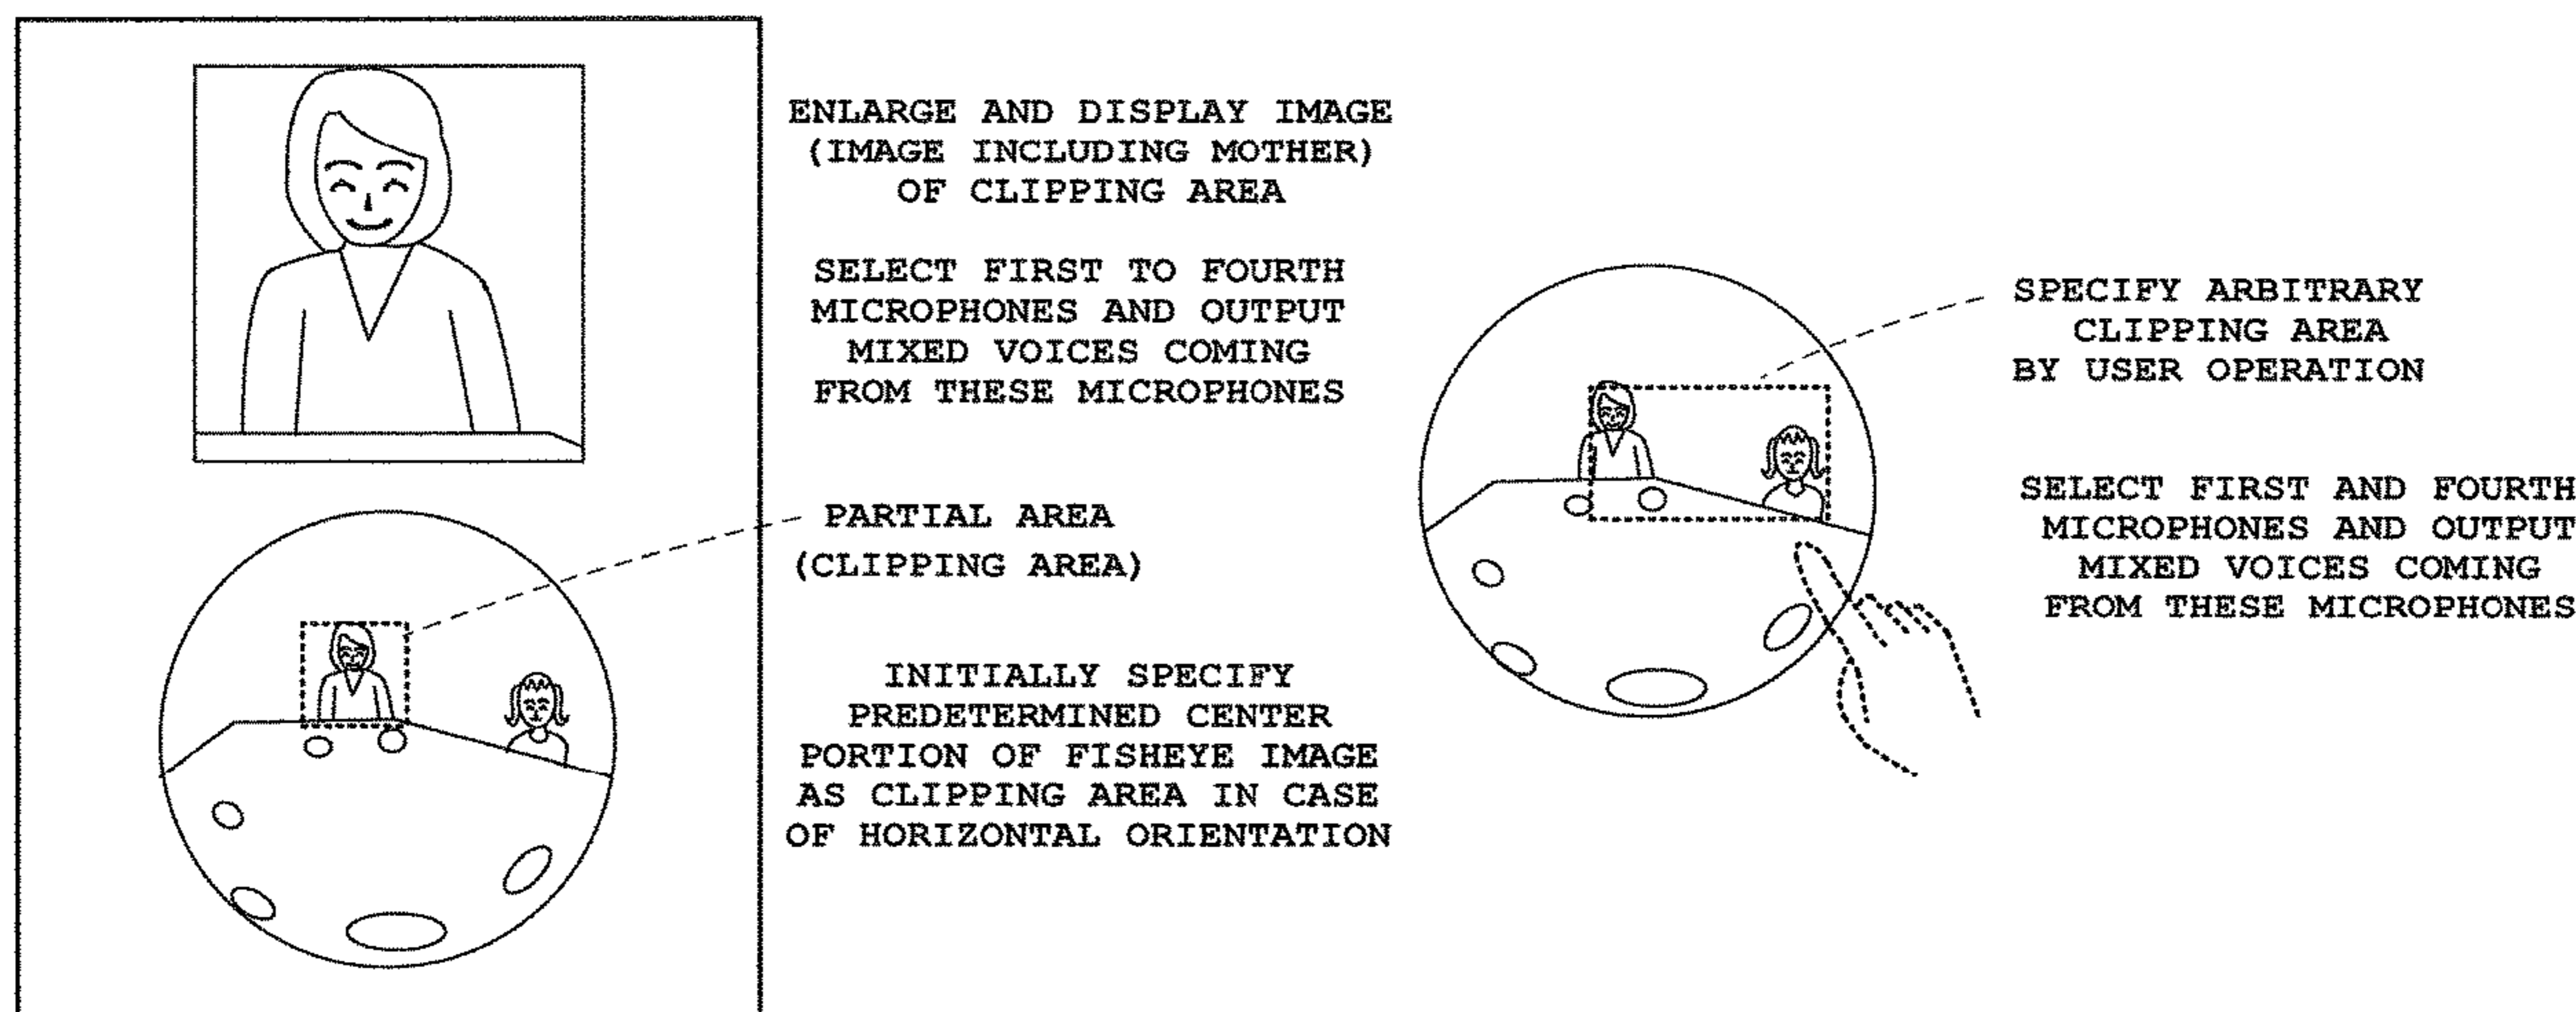 ENLARGE AND DISPLAY IMAGE
(IMAGE INCLUDING MOTHER)
OF CLIPPING AREA
SELECT FIRST TO FOURTH
MICROPHONES AND OUTPUT
MIXED VOICES COMING
FROM THESE MICROPHONES
PARTIAL AREA
(CLIPPING AREA)
INITIALLY SPECIFY
PREDETERMINED CENTER
PORTION OF FISHEYE IMAGE
AS CLIPPING AREA IN CASE
OF HORIZONTAL ORIENTATION
SPECIFY ARBITRARY
CLIPPING AREA
BY USER OPERATION
SELECT FIRST AND FOURTH
MICROPHONES AND OUTPUT
MIXED VOICES COMING
FROM THESE MICROPHONES